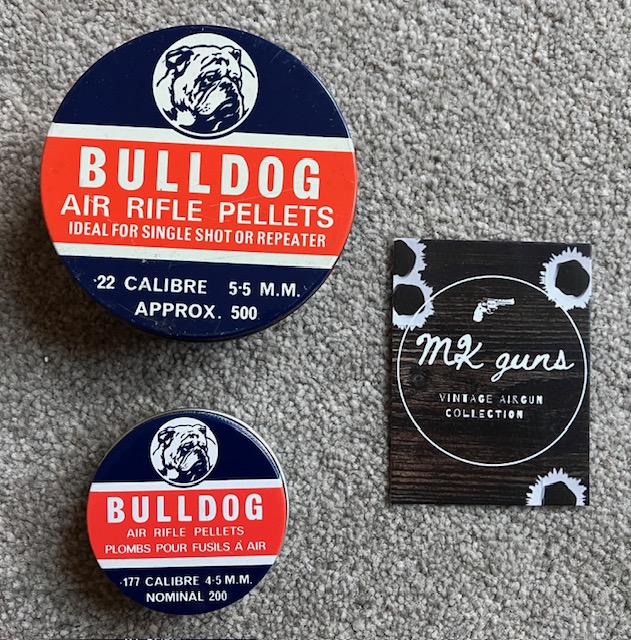 BULLDOG
AIR RIFLE PELLETS
IDEAL FOR SINGLE SHOT OR REPEATER
·22 CALIBRE 5·5 M.M.
APPROX. 500
MK guns
VINTAGE AIRGUN
COLLECTION
BULLDOG
AIR RIFLE PELLETS
PLOMBS POUR FUSILS À AIR
·177 CALIBRE 4·5 M.M.
NOMINAL 200